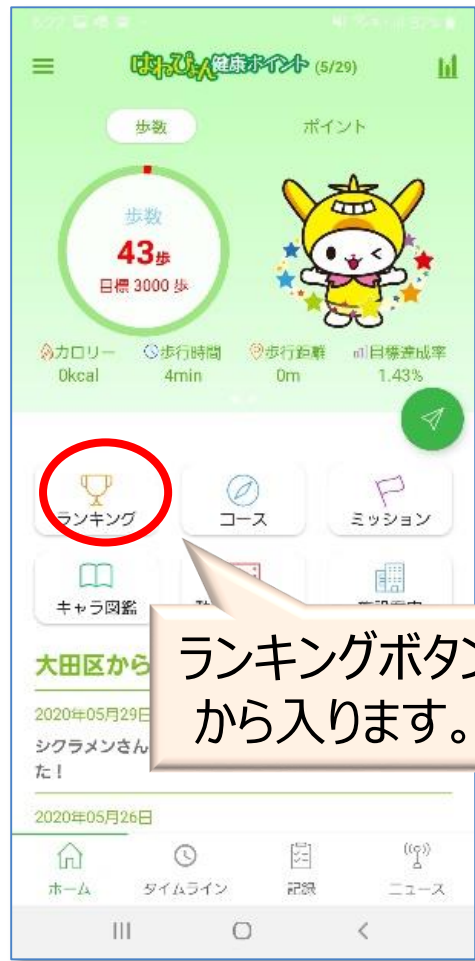 はねぴょん健康ポイント (5/29)
歩数
ポイント
歩数
43歩
目標 3000 歩
カロリー
歩行時間
歩行距離
目標達成率
0kcal
4min
0m
1.43%
ランキング
コース
ミッション
キャラ図鑑
ランキングボタン
から入ります。
大田区から
2020年05月29日
シクラメンさん
た！
2020年05月26日
ホーム
タイムライン
記録
ニュース